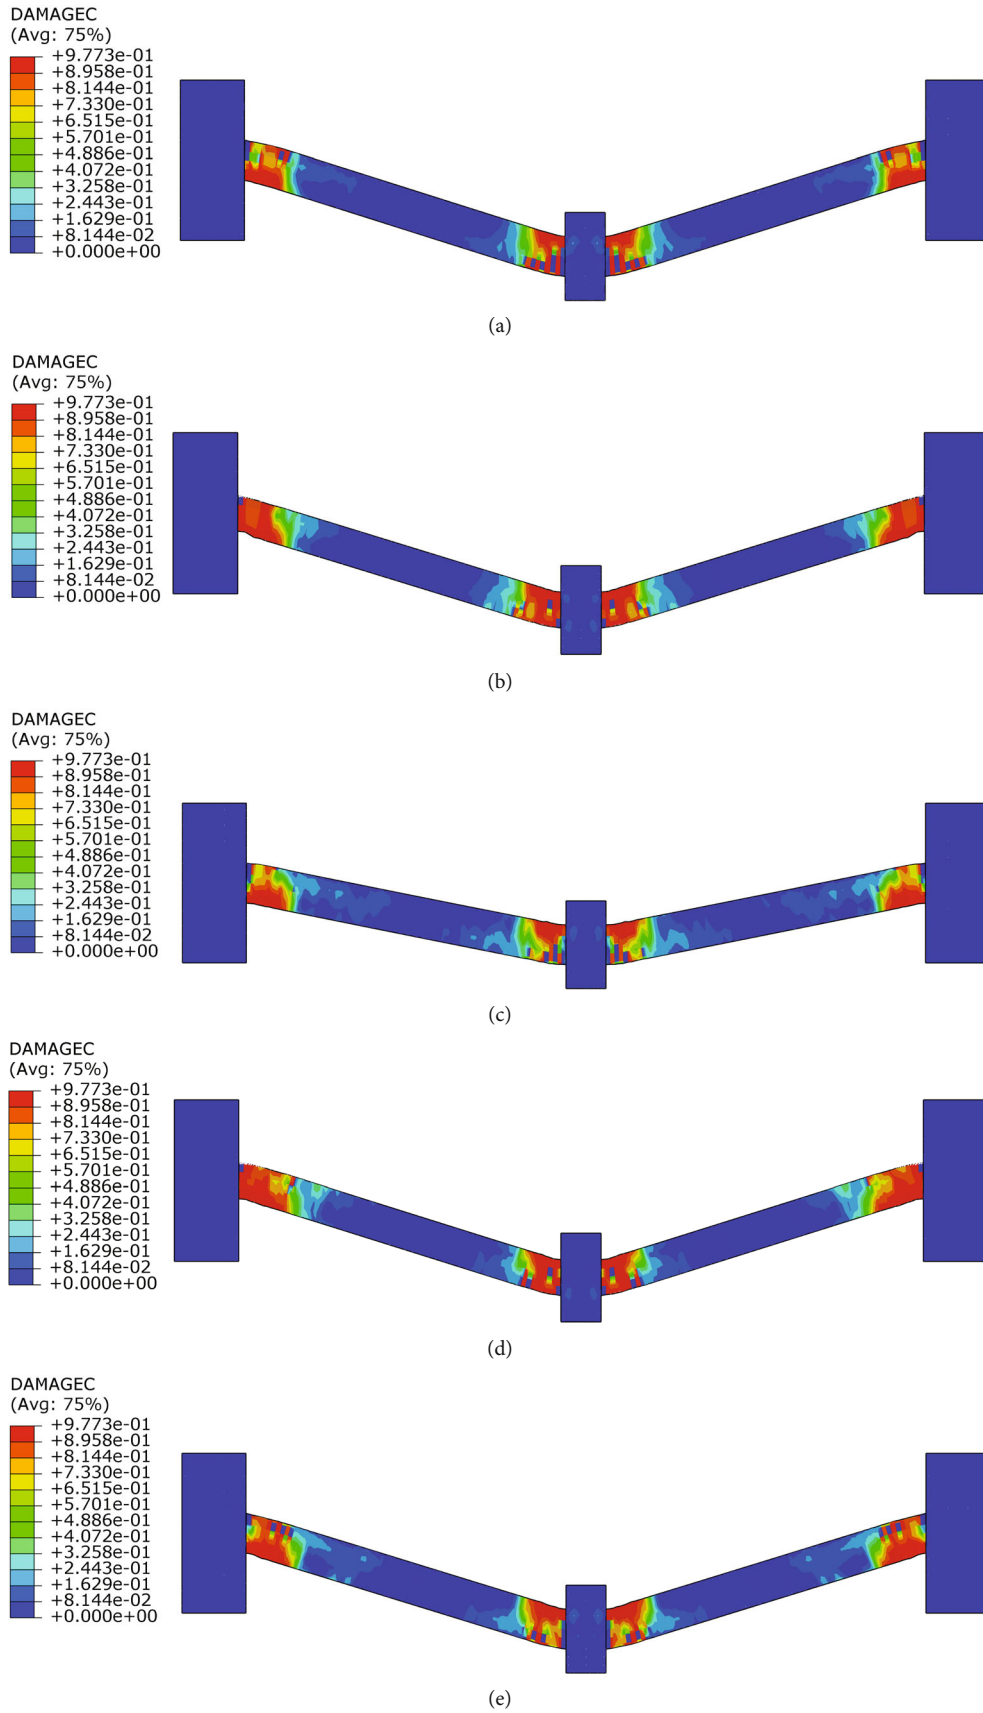 DAMAGEC
(Avg: 75%)
+9.773e-01
+8.958e-01
+8.144e-01
+7.330e-01
+6.515e-01
+5.701e-01
+4.886e-01
+4.072e-01
+3.258e-01
+2.443e-01
+1.629e-01
+8.144e-02
+0.000e+00
(a)
DAMAGEC
(Avg: 75%)
+9.773e-01
+8.958e-01
+8.144e-01
+7.330e-01
+6.515e-01
+5.701e-01
+4.886e-01
+4.072e-01
+3.258e-01
+2.443e-01
+1.629e-01
+8.144e-02
+0.000e+00
(b)
DAMAGEC
(Avg: 75%)
+9.773e-01
+8.958e-01
+8.144e-01
+7.330e-01
+6.515e-01
+5.701e-01
+4.886e-01
+4.072e-01
+3.258e-01
+2.443e-01
+1.629e-01
+8.144e-02
+0.000e+00
(c)
DAMAGEC
(Avg: 75%)
+9.773e-01
+8.958e-01
+8.144e-01
+7.330e-01
+6.515e-01
+5.701e-01
+4.886e-01
+4.072e-01
+3.258e-01
+2.443e-01
+1.629e-01
+8.144e-02
+0.000e+00
(d)
DAMAGEC
(Avg: 75%)
+9.773e-01
+8.958e-01
+8.144e-01
+7.330e-01
+6.515e-01
+5.701e-01
+4.886e-01
+4.072e-01
+3.258e-01
+2.443e-01
+1.629e-01
+8.144e-02
+0.000e+00
(e)